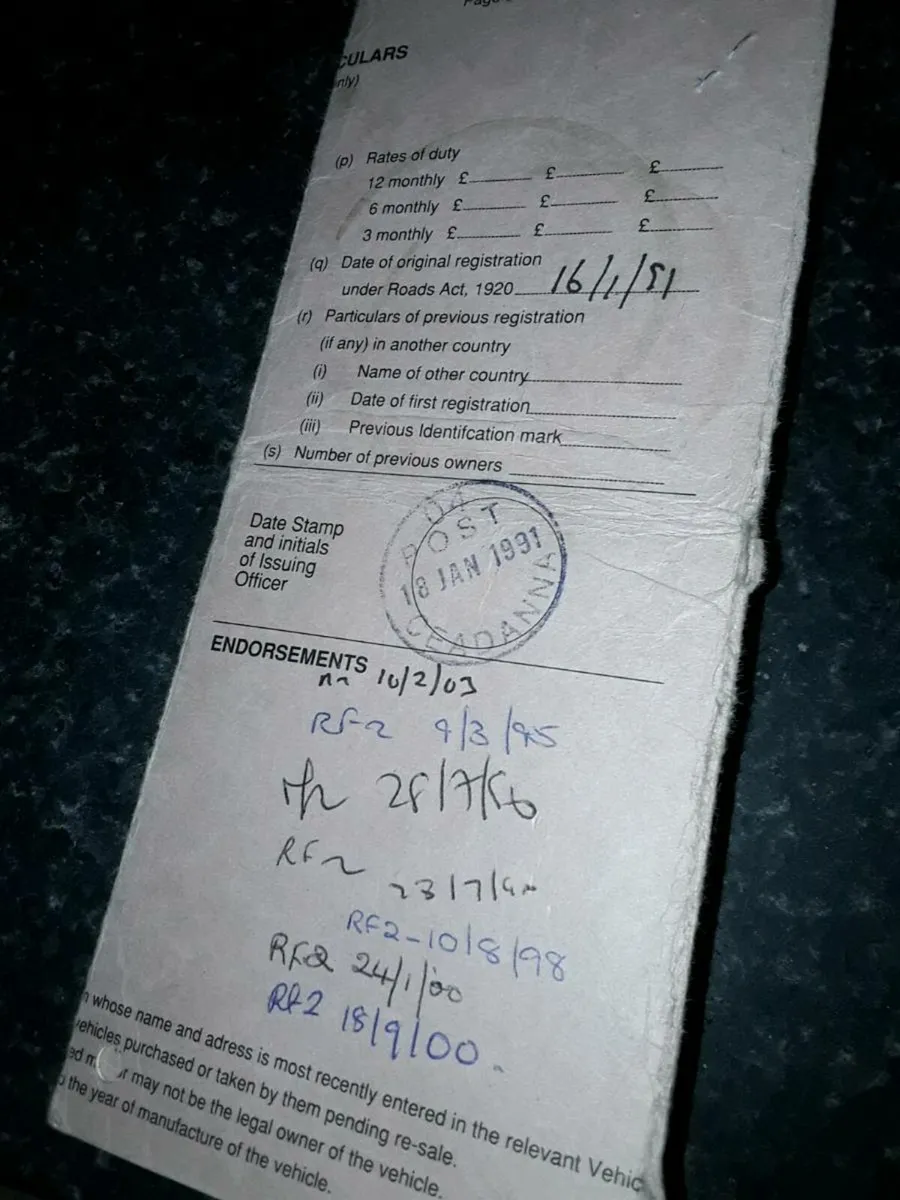 Page
CULARS
nly)
(p) Rates of duty
12 monthly £ £ £
6 monthly £ £ £
3 monthly £ £ £
(q) Date of original registration
under Roads Act, 1920 16/1/91
(r) Particulars of previous registration
(if any) in another country
(i) Name of other country
(ii) Date of first registration
(iii) Previous Identifcation mark
(s) Number of previous owners
Date Stamp
and initials
of Issuing
Officer
POST
18 JAN 1991
CEADANNA
ENDORSEMENTS
10/2/03
RF2 9/3/95
28/7/
RF2
23/7/
RF2-10/8/98
RF2 24/1/00
RF2 18/9/00
whose name and adress is most recently entered in the relevant Vehic
vehicles purchased or taken by them pending re-sale.
or may not be the legal owner of the vehicle.
the year of manufacture of the vehicle.